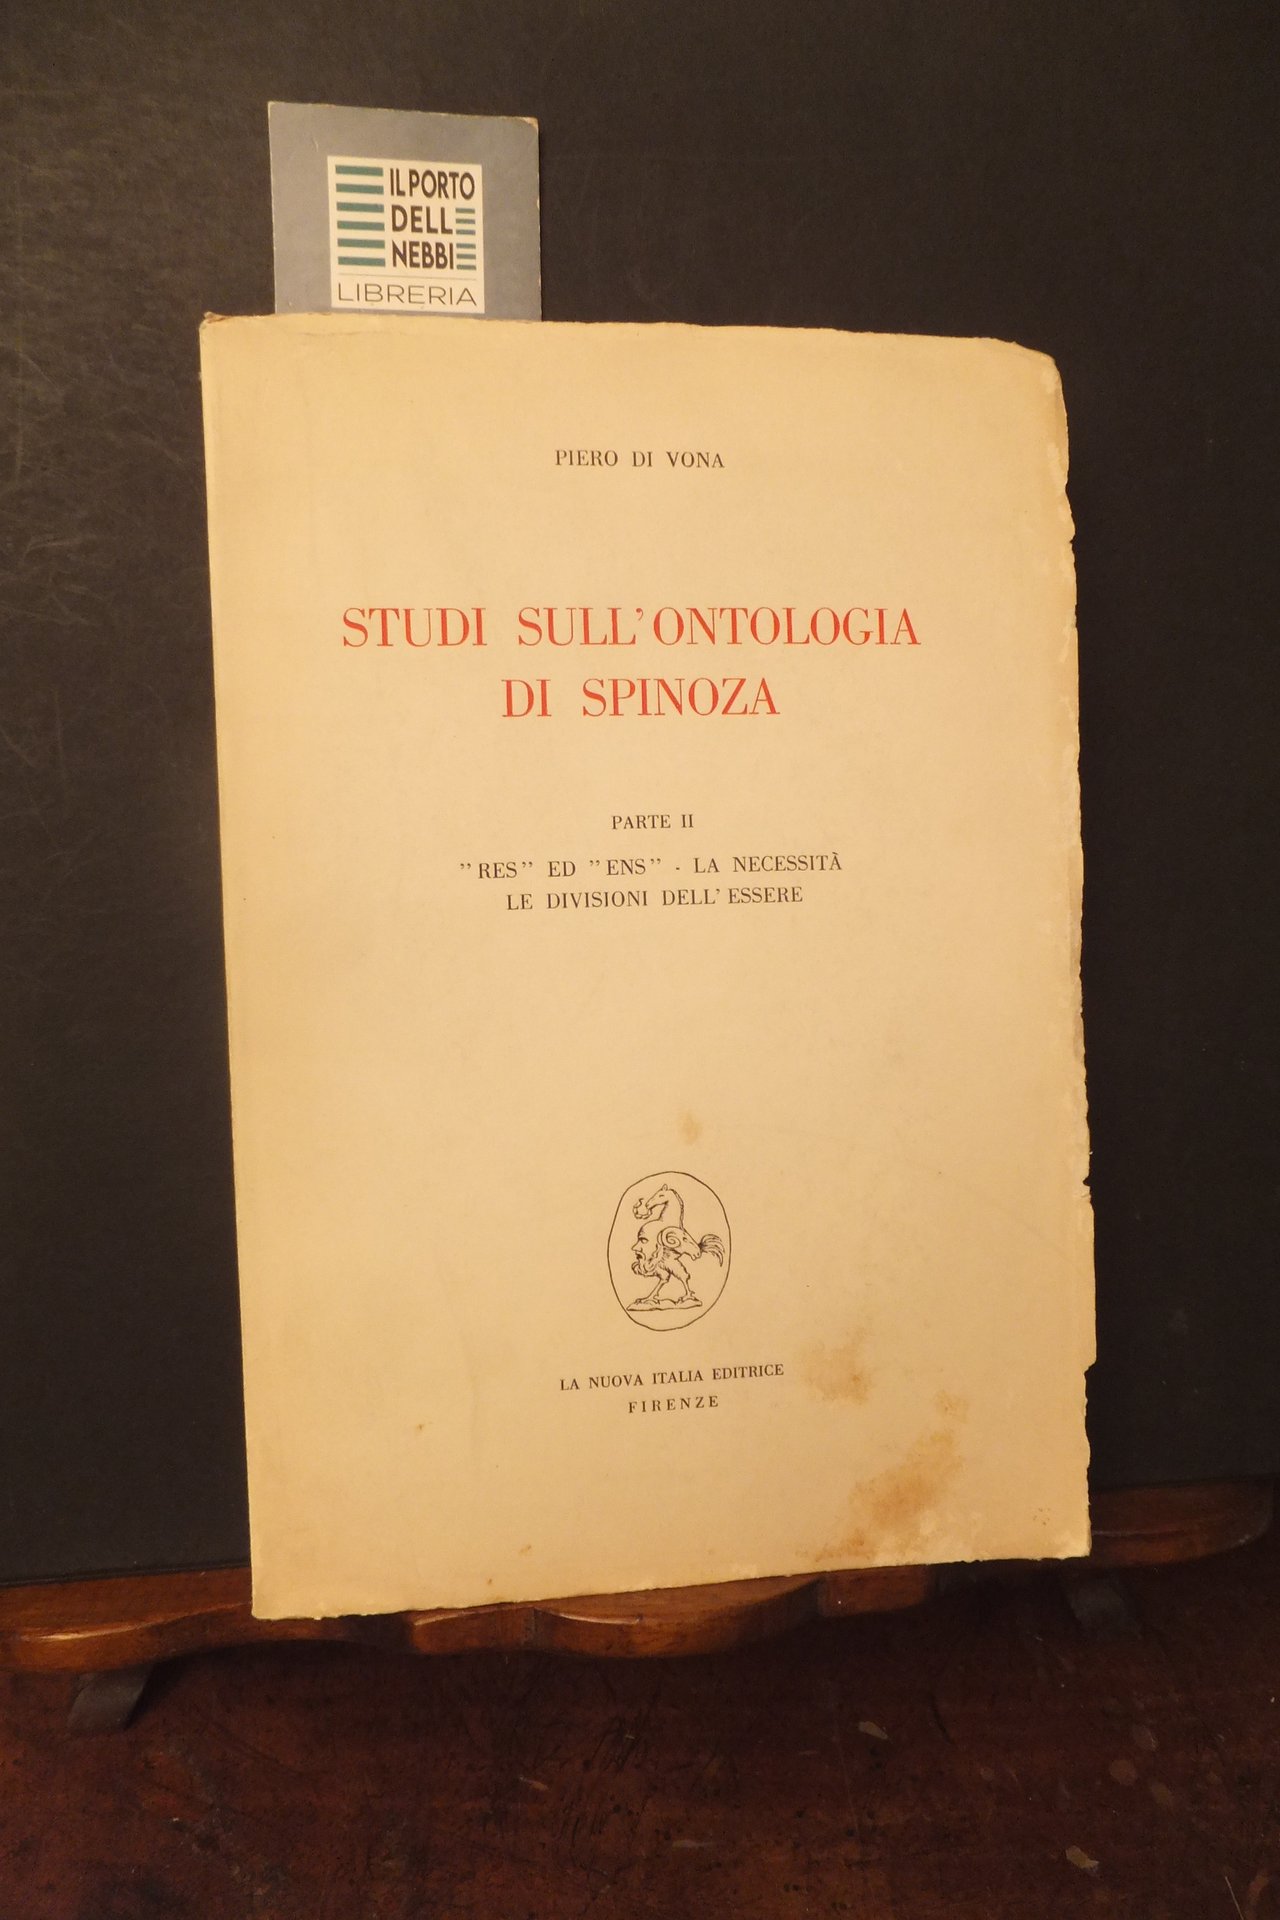 IL PORTO
DELL
NEBBI
LIBRERIA
PIERO DI VONA
STUDI SULL'ONTOLOGIA
DI SPINOZA
PARTE II
”RES” ED ”ENS” - LA NECESSITÀ
LE DIVISIONI DELL'ESSERE
LA NUOVA ITALIA EDITRICE
FIRENZE